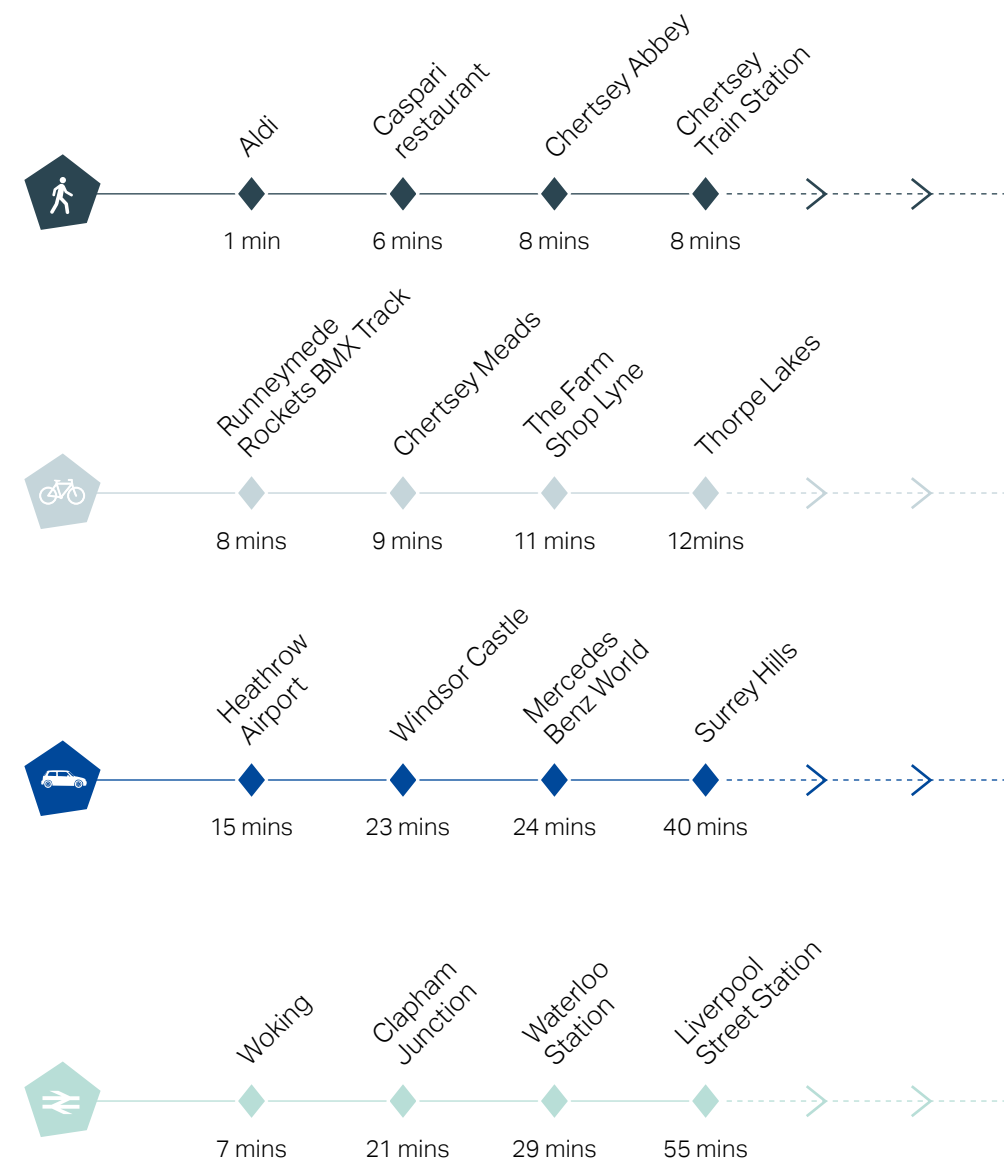 Aldi
Caspari
restaurant
Chertsey Abbey
Chertsey
Train Station
1 min
6 mins
8 mins
8 mins
Runneymede
Rockets BMX Track
Chertsey Meads
The Farm
Shop Lyne
Thorpe Lakes
8 mins
9 mins
11 mins
12mins
Heathrow
Airport
Windsor Castle
Mercedes
Benz World
Surrey Hills
15 mins
23 mins
24 mins
40 mins
Woking
Clapham
Junction
Waterloo
Station
Liverpool
Street Station
7 mins
21 mins
29 mins
55 mins